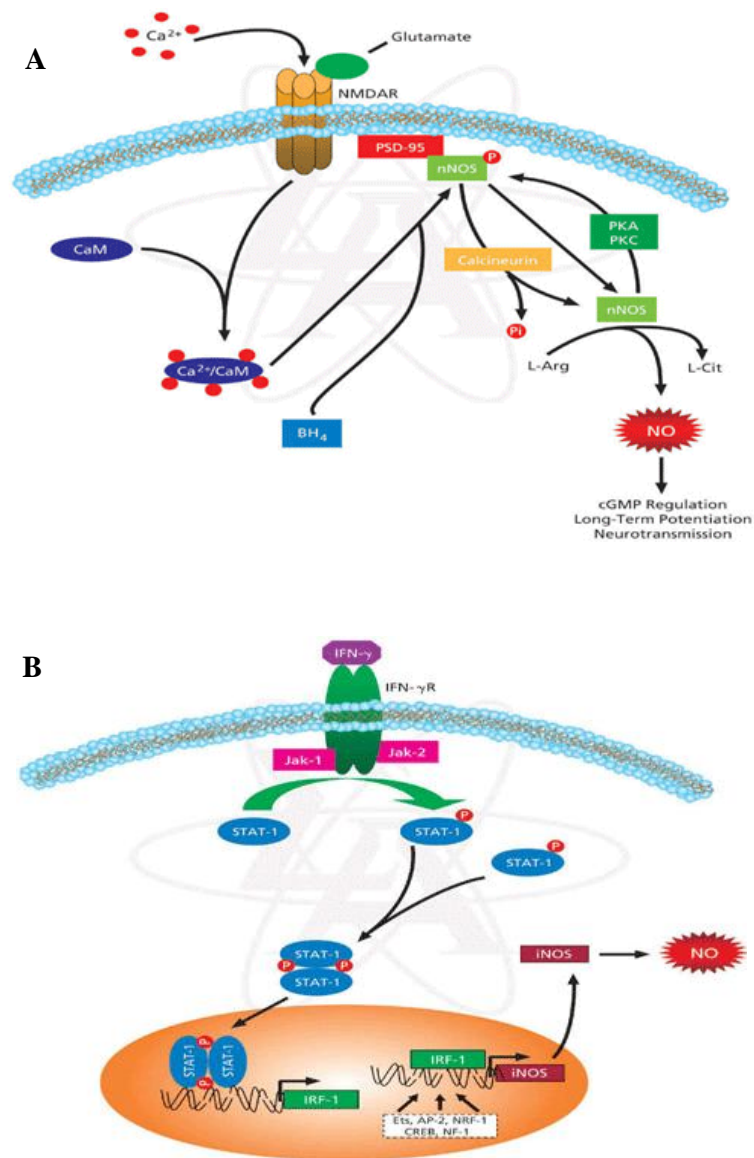 A
Ca2+
Glutamate
NMDAR
PSD-95
nNOS
P
CaM
PKA
PKC
Calcineurin
nNOS
Pi
Ca2+/CaM
L-Arg
L-Cit
BH4
NO
cGMP Regulation
Long-Term Potentiation
Neurotransmission
B
IFN-γ
IFN-γR
Jak-1
Jak-2
P
STAT-1
STAT-1
P
STAT-1
STAT-1
P
P
STAT-1
iNOS
NO
STAT-1
P
P
STAT-1
IRF-1
IRF-1
iNOS
Ets, AP-2, NRF-1
CREB, NF-1